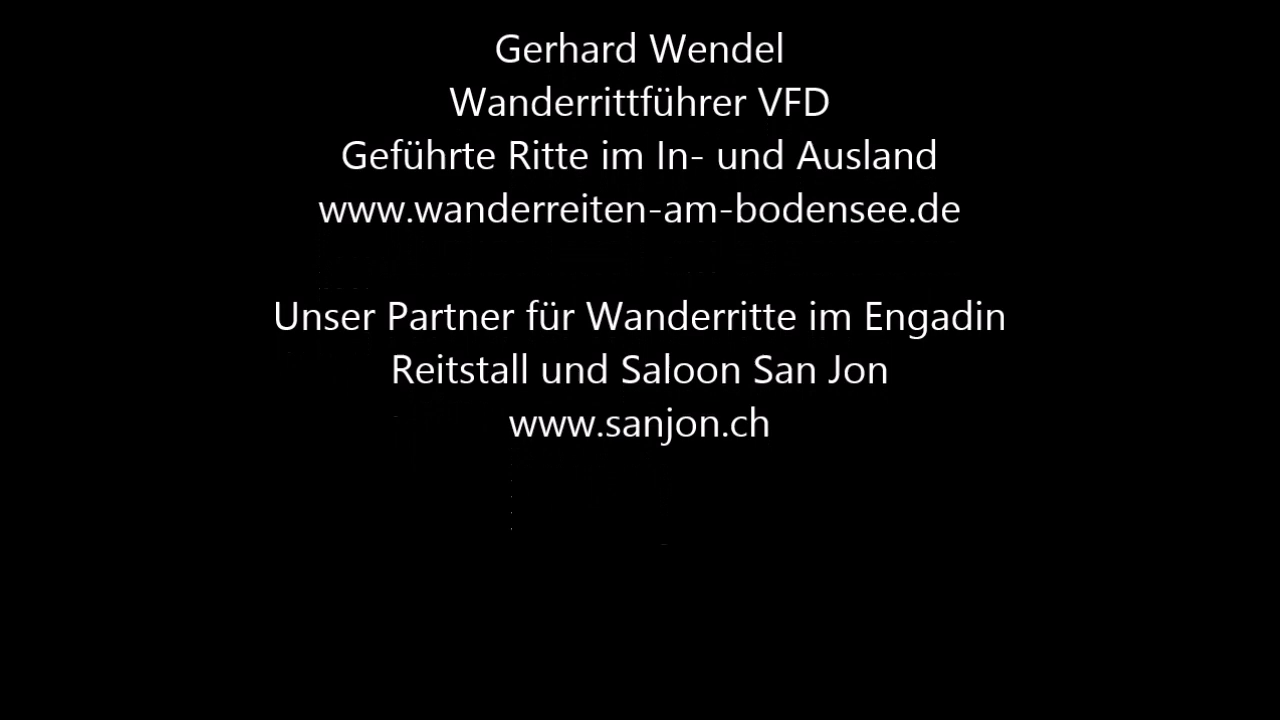 Gerhard Wendel
Wanderrittführer VFD
Geführte Ritte im In- und Ausland
www.wanderreiten-am-bodensee.de
Unser Partner für Wanderritte im Engadin
Reitstall und Saloon San Jon
www.sanjon.ch